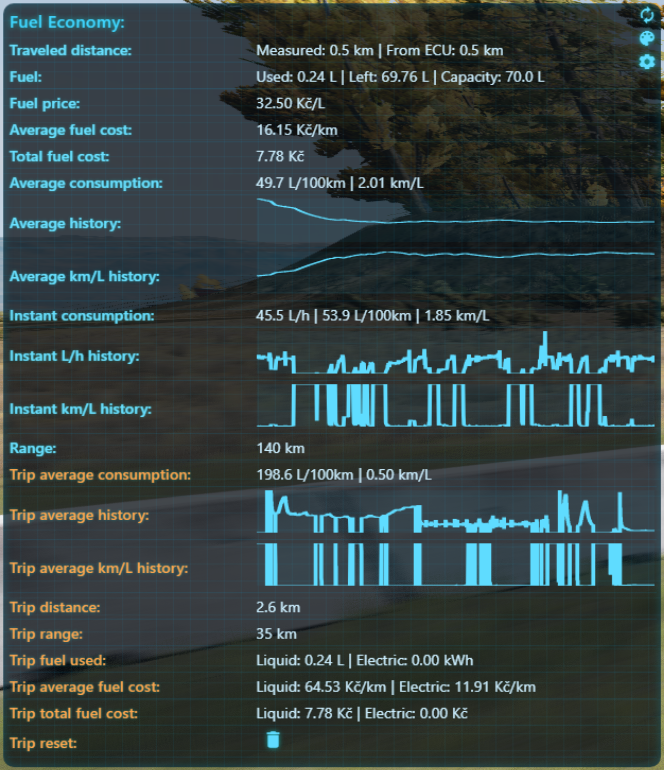 Fuel Economy:
Traveled distance: Measured: 0.5 km | From ECU: 0.5 km
Fuel: Used: 0.24 L | Left: 69.76 L | Capacity: 70.0 L
Fuel price: 32.50 Kč/L
Average fuel cost: 16.15 Kč/km
Total fuel cost: 7.78 Kč
Average consumption: 49.7 L/100km | 2.01 km/L
Average history:
Average km/L history:
Instant consumption: 45.5 L/h | 53.9 L/100km | 1.85 km/L
Instant L/h history:
Instant km/L history:
Range: 140 km
Trip average consumption: 198.6 L/100km | 0.50 km/L
Trip average history:
Trip average km/L history:
Trip distance: 2.6 km
Trip range: 35 km
Trip fuel used: Liquid: 0.24 L | Electric: 0.00 kWh
Trip average fuel cost: Liquid: 64.53 Kč/km | Electric: 11.91 Kč/km
Trip total fuel cost: Liquid: 7.78 Kč | Electric: 0.00 Kč
Trip reset: